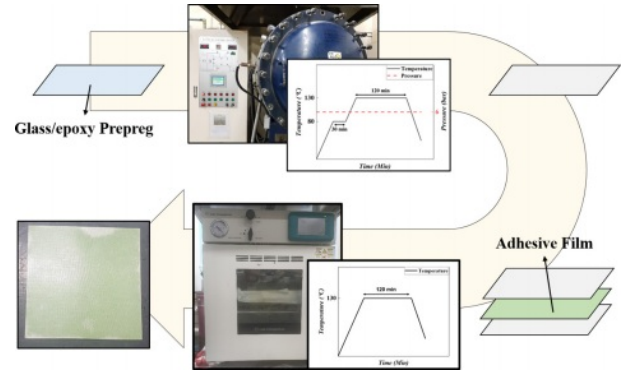 Glass/epoxy Prepreg
Temperature
Pressure
120 min
130
80
30 min
Temperature (℃)
Pressure (bar)
Time (Min)
Adhesive Film
Temperature
120 min
130
Temperature (℃)
Time (Min)